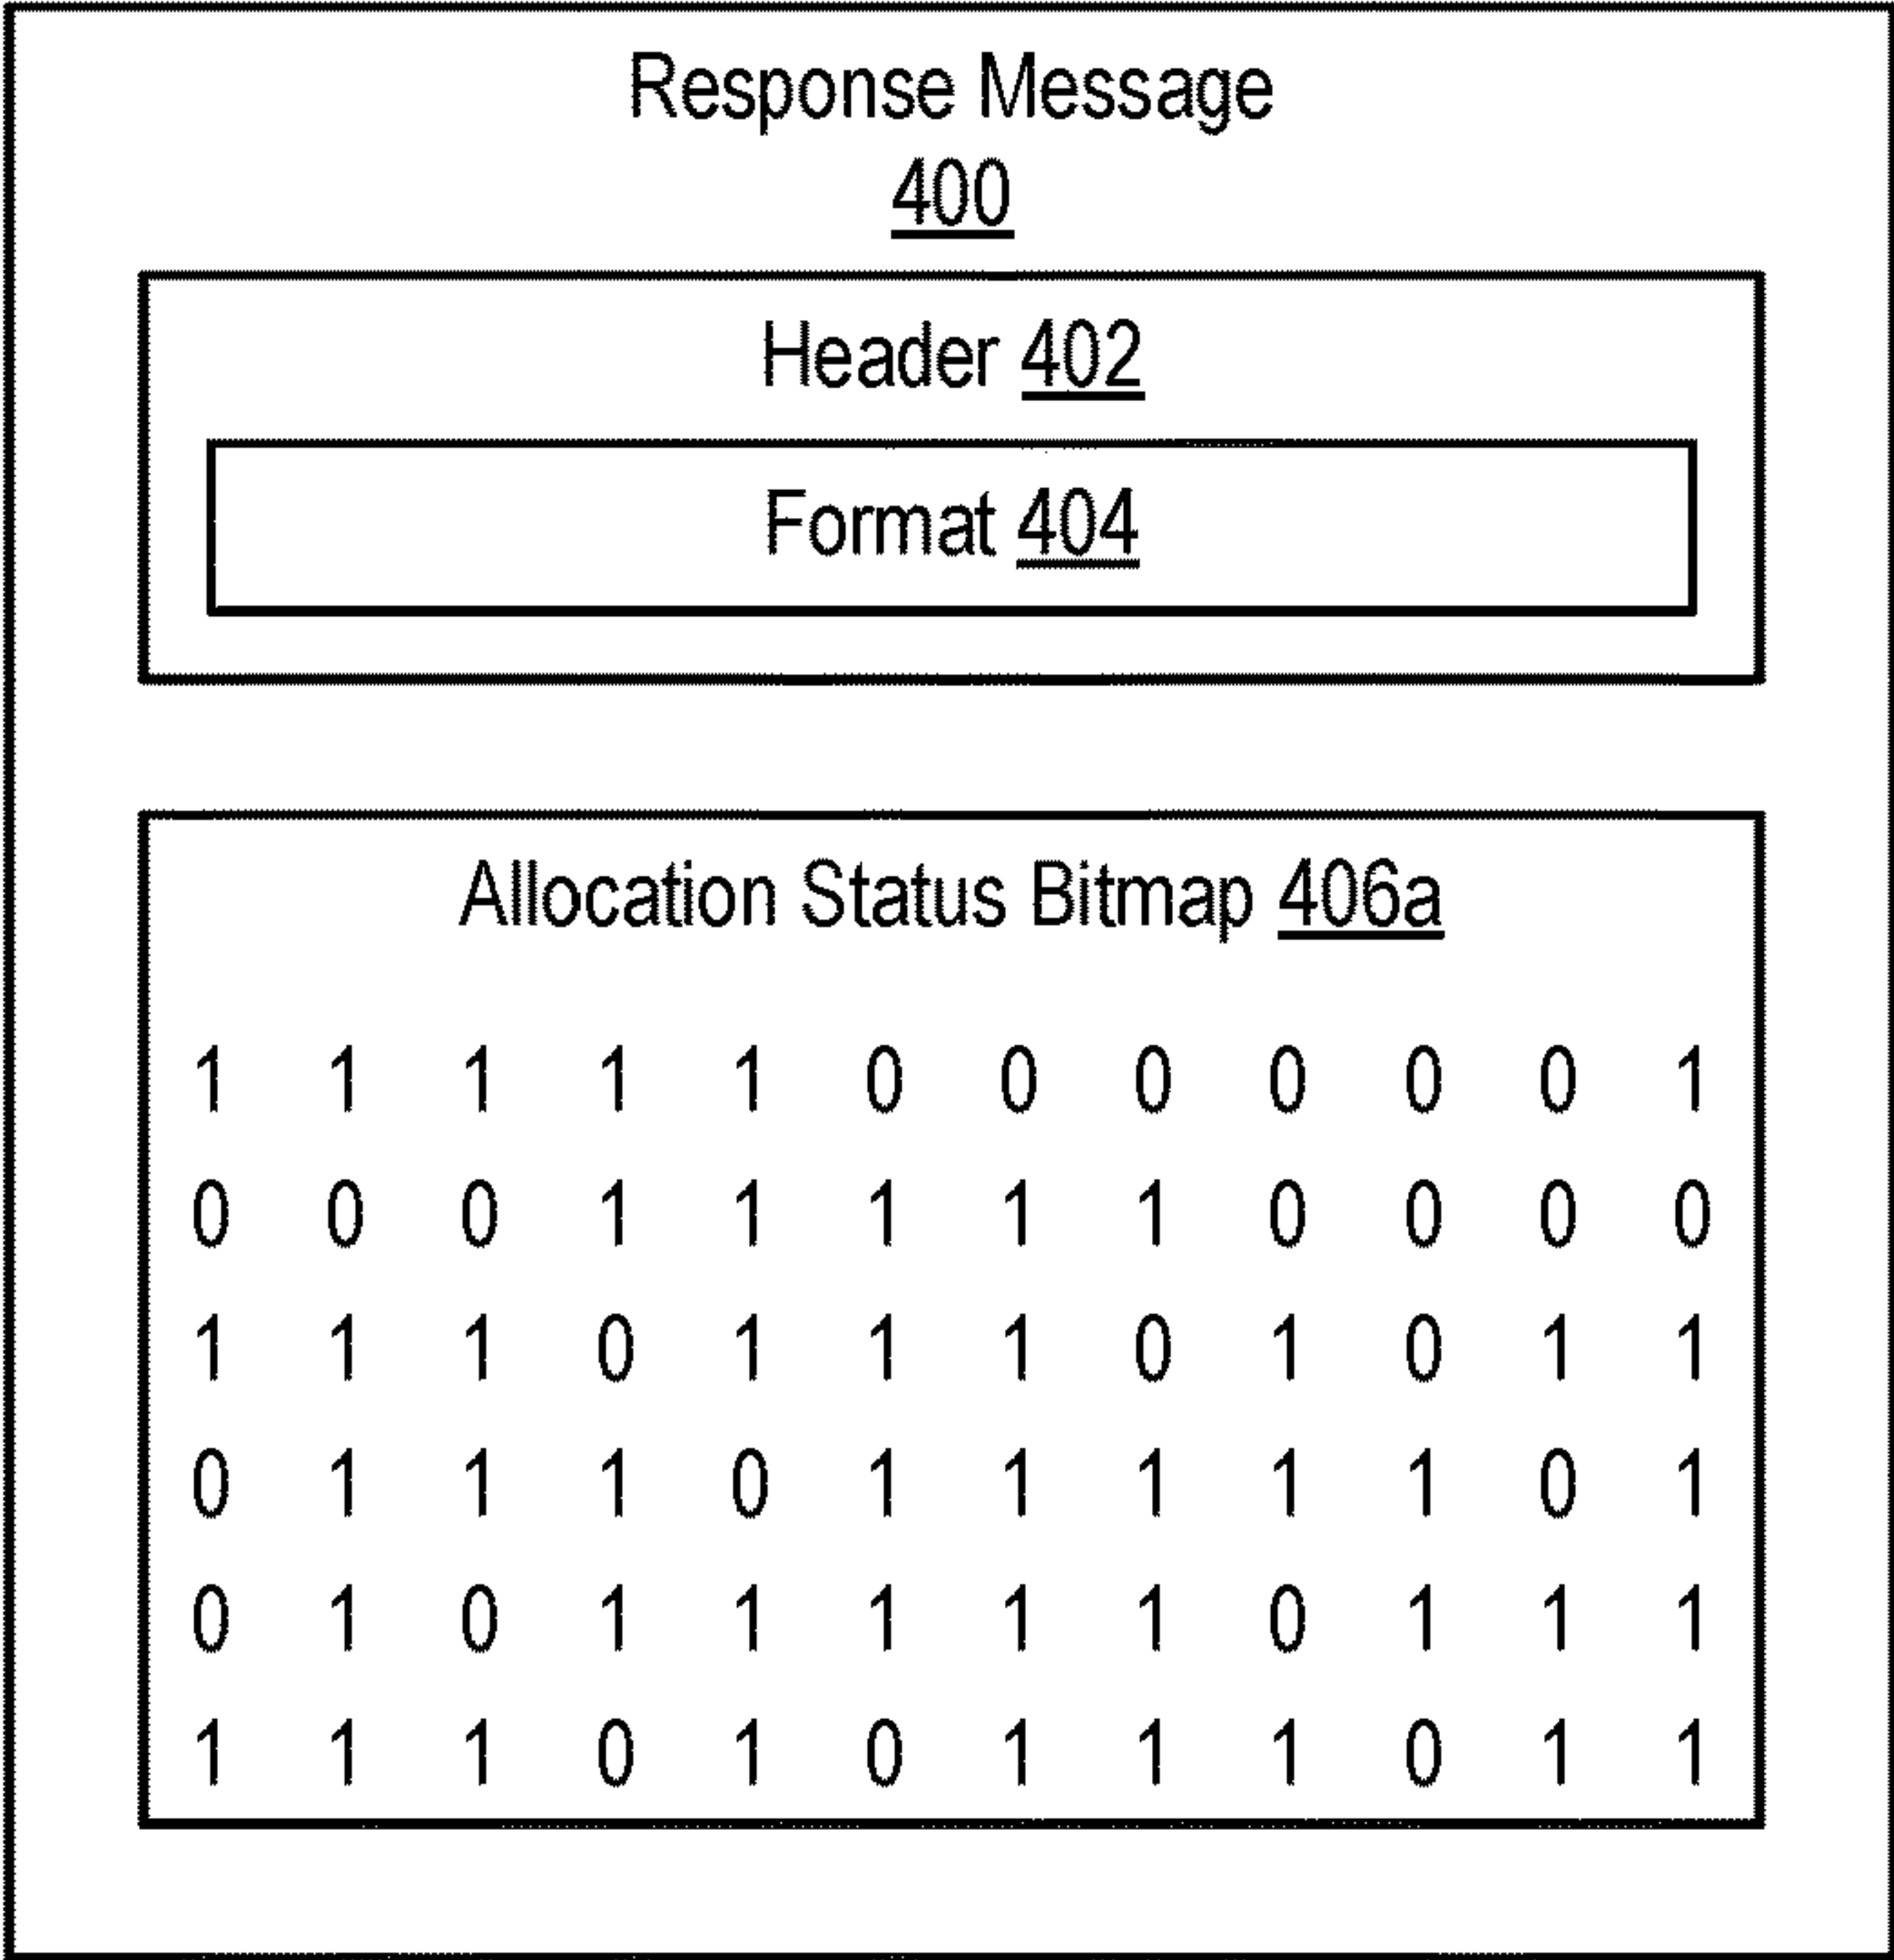 Response Message
400
Header 402
Format 404
Allocation Status Bitmap 406a
1 1 1 1 1 0 0 0 0 0 0 1
0 0 0 1 1 1 1 1 0 0 0 0
1 1 1 0 1 1 1 0 1 0 1 1
0 1 1 1 0 1 1 1 1 1 0 1
0 1 0 1 1 1 1 1 0 1 1 1
1 1 1 0 1 0 1 1 1 0 1 1